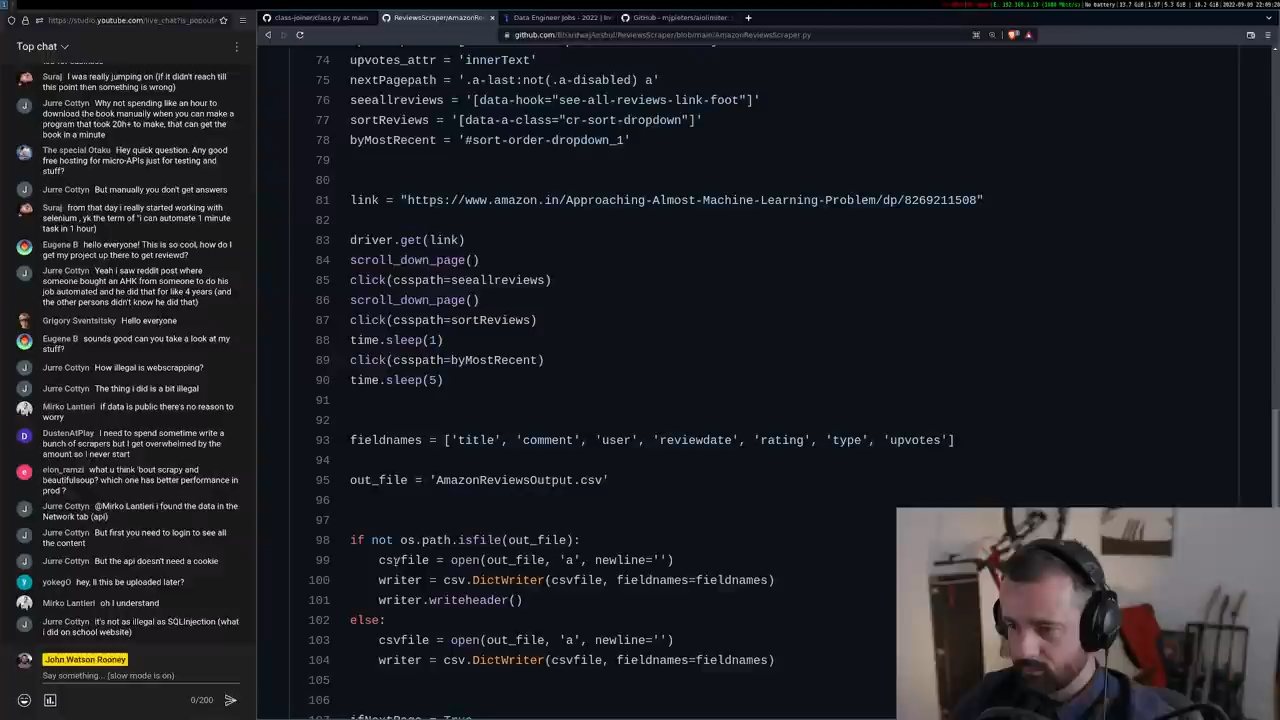 https://studio.youtube.com/live_chat?is_popout=
class-joiner/class.py at main
ReviewsScraper/AmazonRe
Data Engineer Jobs - 2022 | live
GitHub - mjpieters/aiolimiter:
Top chat
Suraj I was really jumping on (if it didn't reach till
this point then something is wrong)
Jurre Cottyn Why not spending like an hour to
download the book manually when you can make a
program that took 20h+ to make, that can get the
book in a minute
The special Otaku Hey quick question. Any good
free hosting for micro-APIs just for testing and
stuff?
Jurre Cottyn But manually you don't get answers
Suraj from that day i really started working with
selenium , yk the term of "i can automate 1 minute
task in 1 hour)
Eugene B hello everyone! This is so cool, how do I
get my project up there to get reviewd?
Jurre Cottyn Yeah i saw reddit post where
someone bought an AHK from someone to do his
job automated and he did that for like 4 years (and
the other persons didn't know he did that)
Grigory Sventsitsky Hello everyone
Eugene B sounds good can you take a look at my
stuff?
Jurre Cottyn How illegal is webscrapping?
Jurre Cottyn The thing i did is a bit illegal
Mirko Lantieri if data is public there's no reason to
worry
DustenAtPlay I need to spend sometime write a
bunch of scrapers but I get overwhelmed by the
amount so I never start
elon_ramzi what u think 'bout scrapy and
beautifulsoup? which one has better performance in
prod ?
Jurre Cottyn @Mirko Lantieri i found the data in the
Network tab (api)
Jurre Cottyn But first you need to login to see all
the content
Jurre Cottyn But the api doesn't need a cookie
yokegO hey, ll this be uploaded later?
Mirko Lantieri oh I understand
Jurre Cottyn it's not as illegal as SQLInjection (what
i did on school website)
John Watson Rooney
Say something... (slow mode is on)
0/200
74 upvotes_attr = 'innerText'
75 nextPagepath = '.a-last:not(.a-disabled) a'
76 seeallreviews = '[data-hook="see-all-reviews-link-foot"]'
77 sortReviews = '[data-a-class="cr-sort-dropdown"]'
78 byMostRecent = '#sort-order-dropdown_1'
79
80
81 link = "https://www.amazon.in/Approaching-Almost-Machine-Learning-Problem/dp/8269211508"
82
83 driver.get(link)
84 scroll_down_page()
85 click(csspath=seeallreviews)
86 scroll_down_page()
87 click(csspath=sortReviews)
88 time.sleep(1)
89 click(csspath=byMostRecent)
90 time.sleep(5)
91
92
93 fieldnames = ['title', 'comment', 'user', 'reviewdate', 'rating', 'type', 'upvotes']
94
95 out_file = 'AmazonReviewsOutput.csv'
96
97
98 if not os.path.isfile(out_file):
99 csvfile = open(out_file, 'a', newline='')
100 writer = csv.DictWriter(csvfile, fieldnames=fieldnames)
101 writer.writeheader()
102 else:
103 csvfile = open(out_file, 'a', newline='')
104 writer = csv.DictWriter(csvfile, fieldnames=fieldnames)
105
106
107 ifNextPage = True